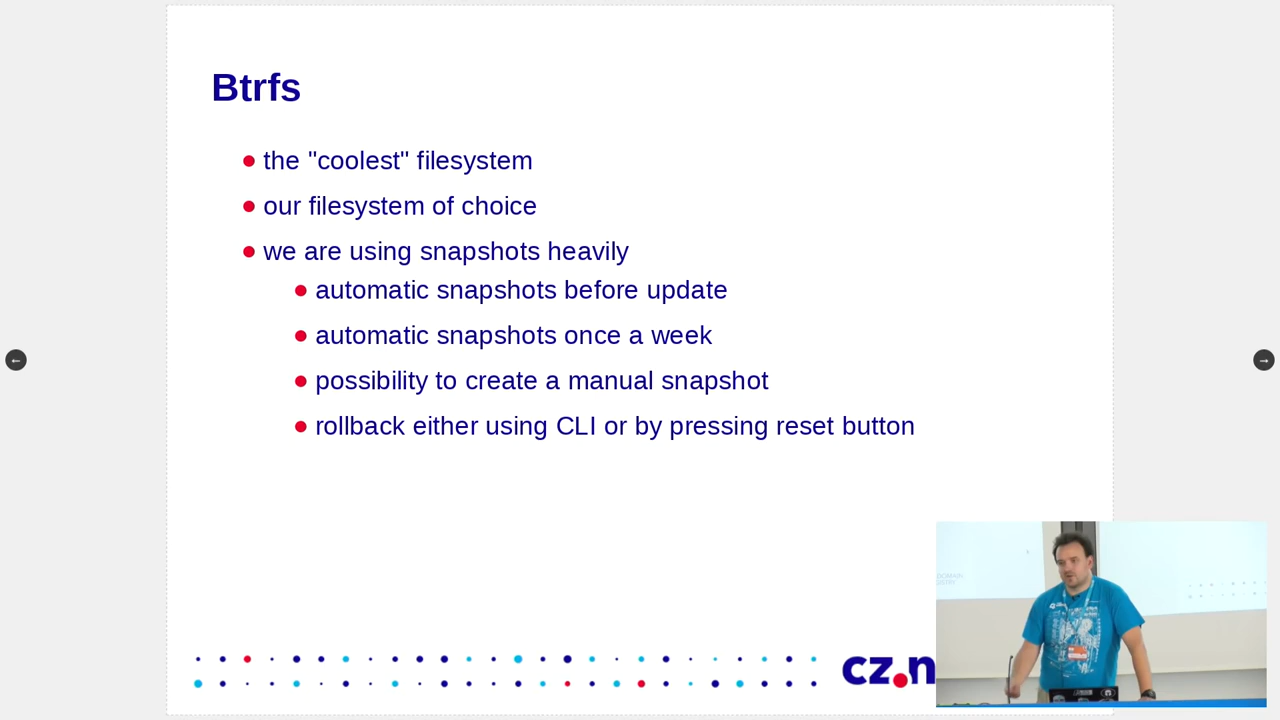 Btrfs
the "coolest" filesystem
our filesystem of choice
we are using snapshots heavily
automatic snapshots before update
automatic snapshots once a week
possibility to create a manual snapshot
rollback either using CLI or by pressing reset button
←
→
cz.n